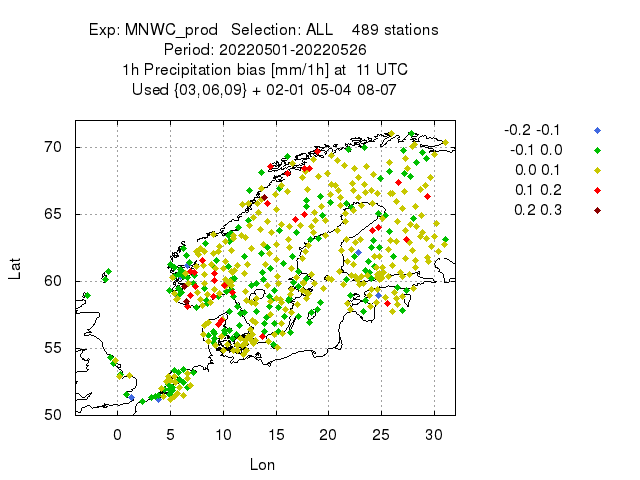 Exp: MNWC_prod Selection: ALL 489 stations
Period: 20220501-20220526
1h Precipitation bias [mm/1h] at 11 UTC
Used {03,06,09} + 02-01 05-04 08-07
-0.2 -0.1
-0.1 0.0
0.0 0.1
0.1 0.2
0.2 0.3
70
65
60
55
50
Lat
0 5 10 15 20 25 30
Lon